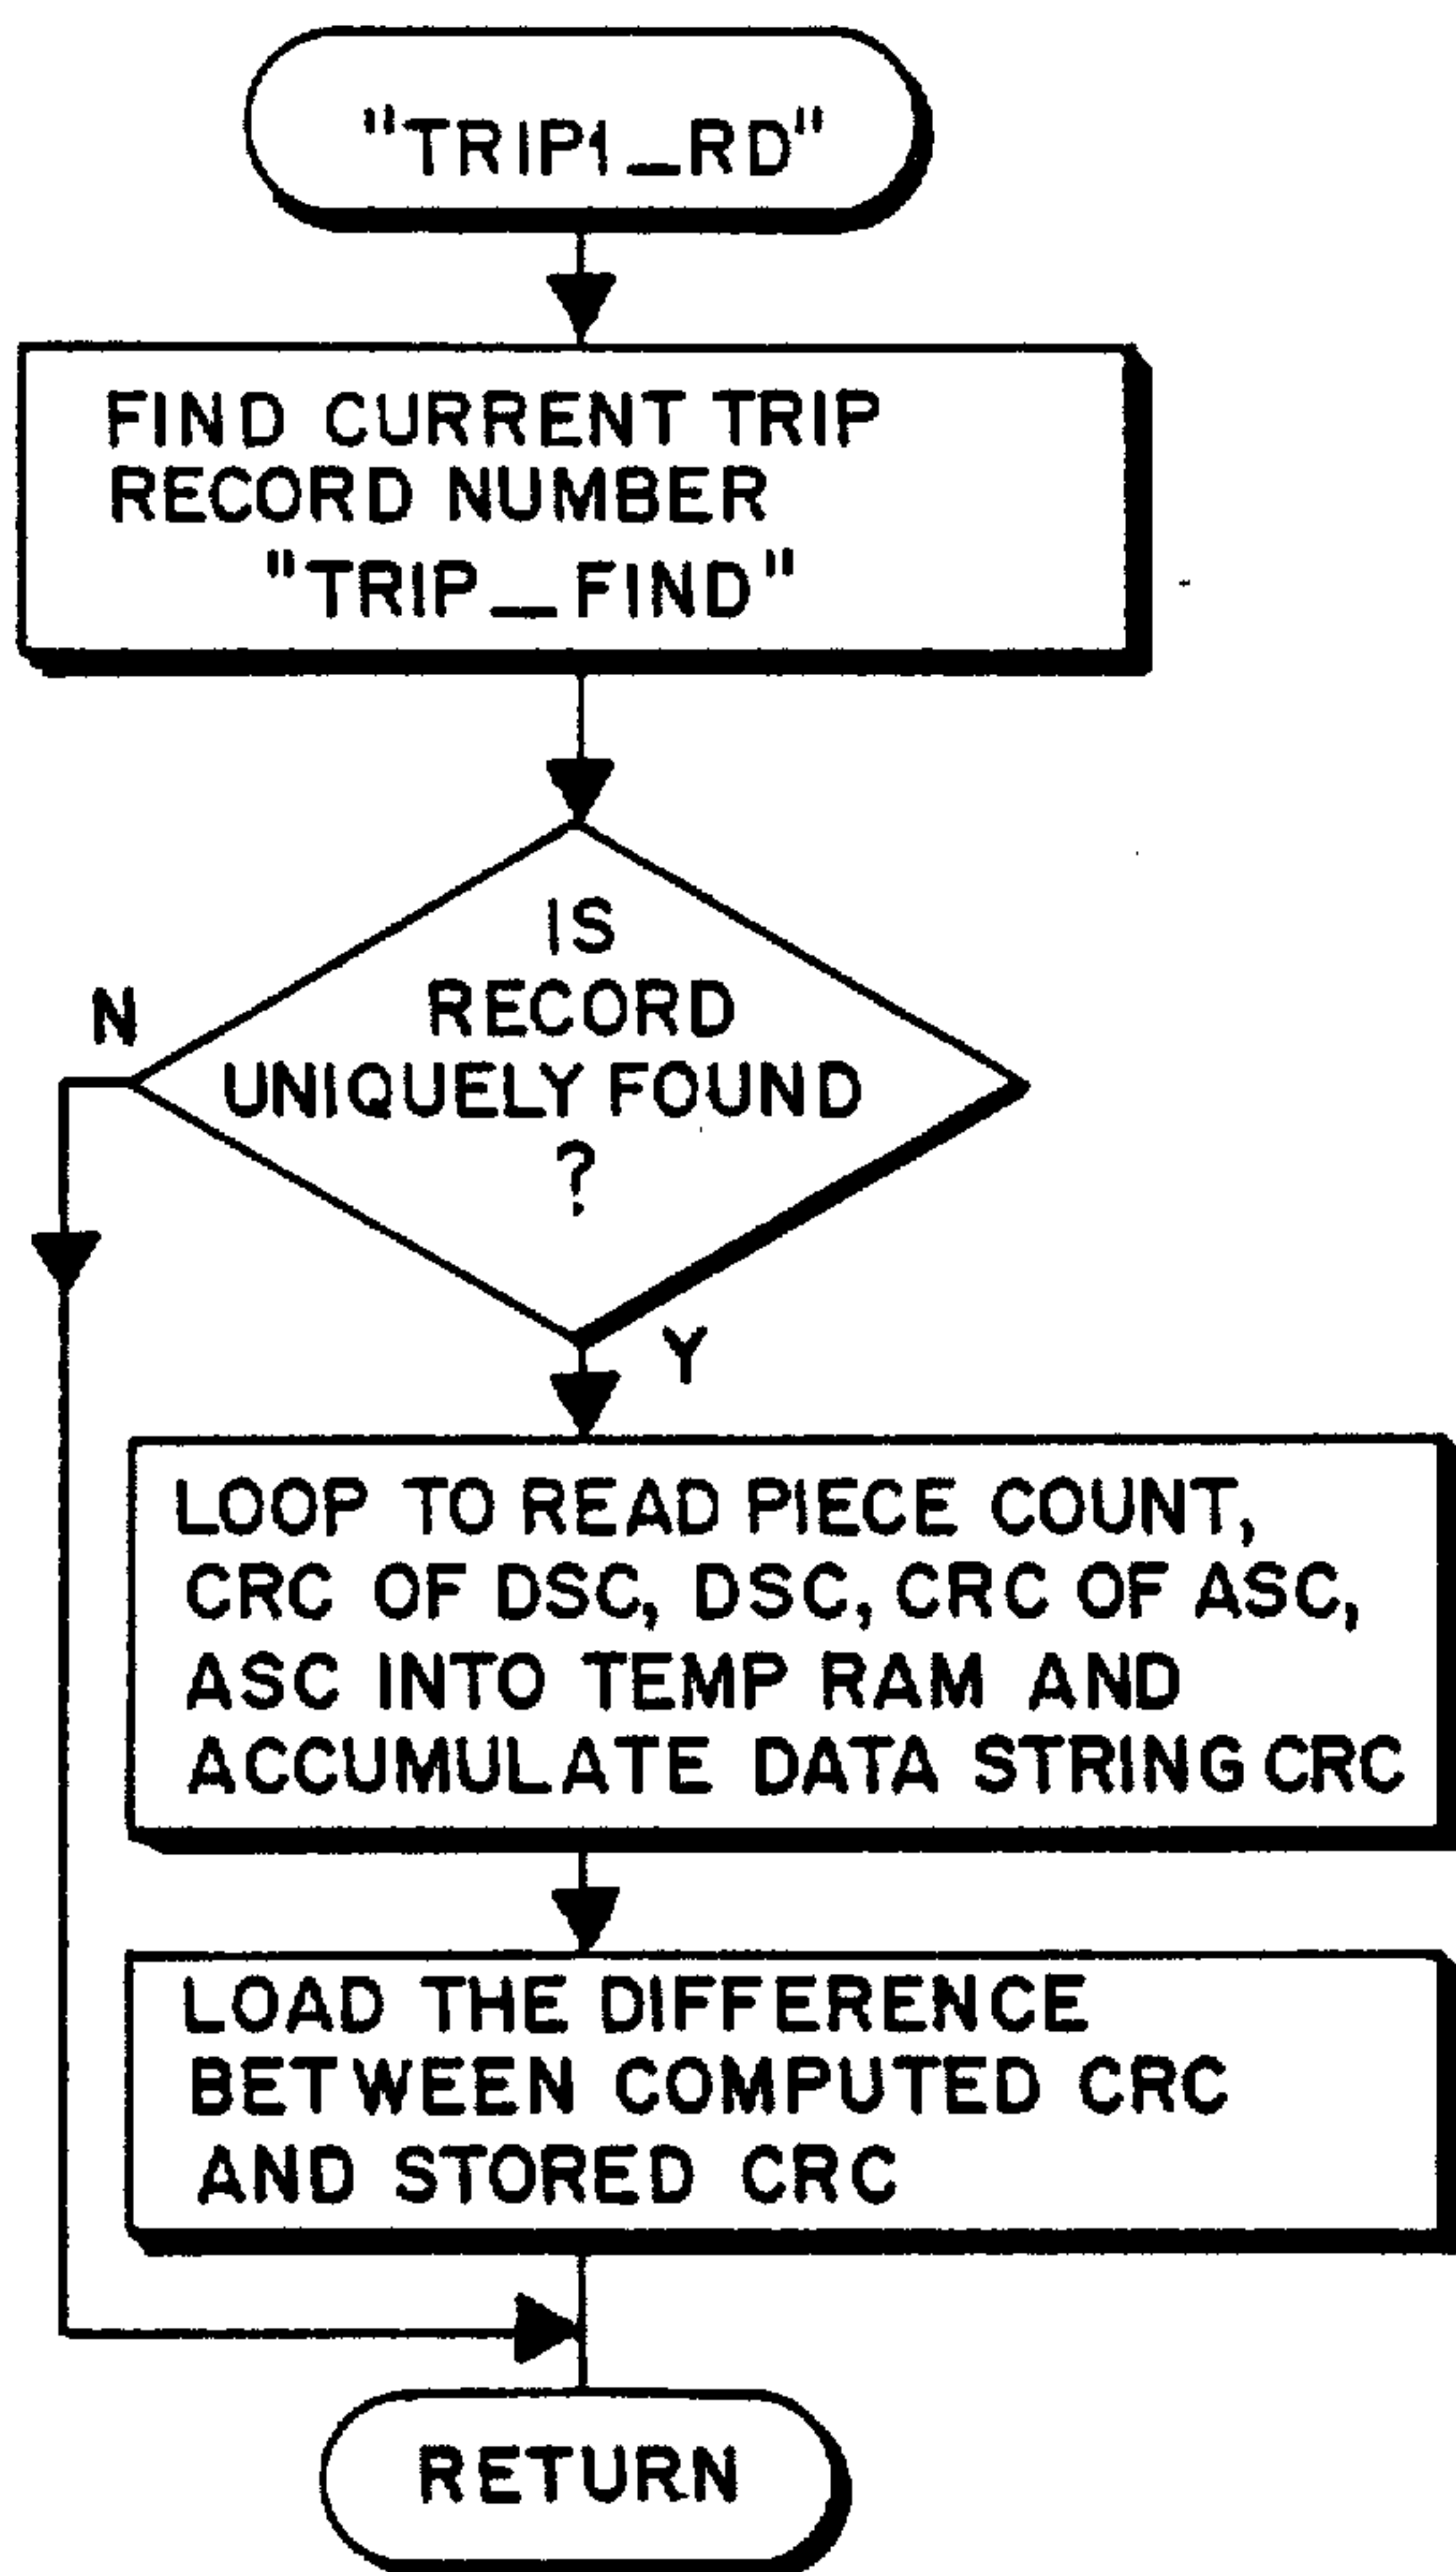 "TRIP1_RD"
FIND CURRENT TRIP
RECORD NUMBER
"TRIP_FIND"
IS
RECORD
UNIQUELY FOUND
?
N
Y
LOOP TO READ PIECE COUNT,
CRC OF DSC, DSC, CRC OF ASC,
ASC INTO TEMP RAM AND
ACCUMULATE DATA STRING CRC
LOAD THE DIFFERENCE
BETWEEN COMPUTED CRC
AND STORED CRC
RETURN